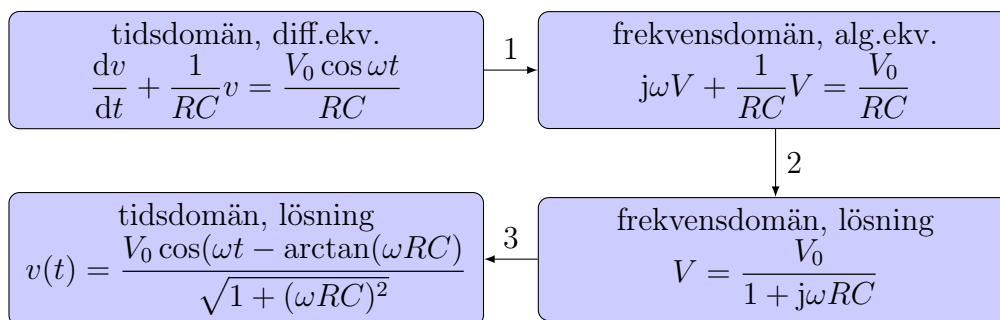 tidsdomän, diff.ekv.
dv/dt + 1/RC v = V₀ cos ωt/RC
1
frekvensdomän, alg.ekv.
jωV + 1/RC V = V₀/RC
2
frekvensdomän, lösning
V = V₀/1 + jωRC
3
tidsdomän, lösning
v(t) = V₀ cos(ωt − arctan(ωRC)/√1 + (ωRC)²